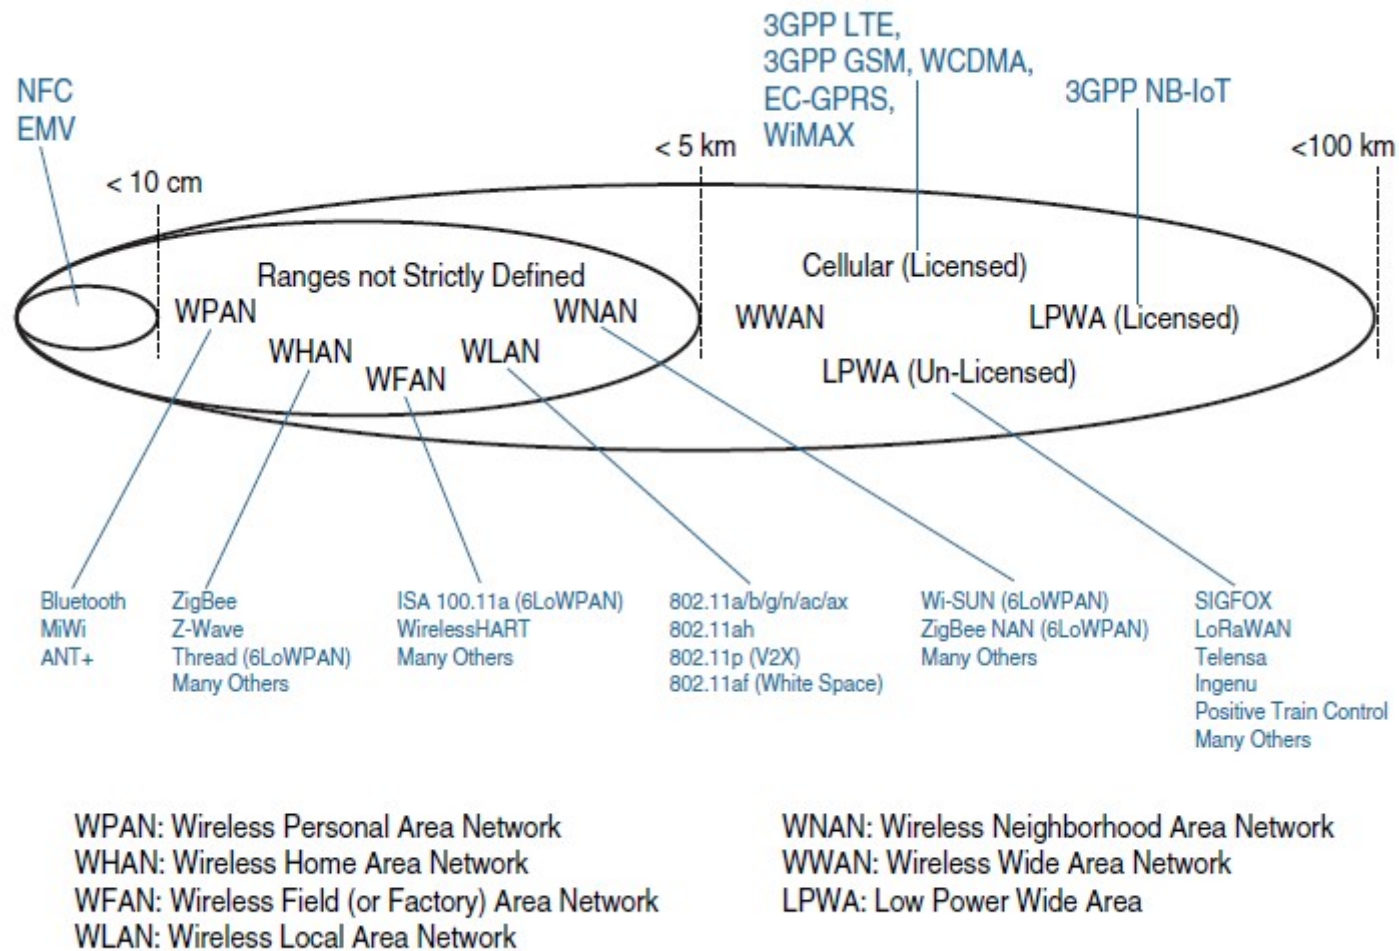 3GPP LTE,
3GPP GSM, WCDMA,
EC-GPRS,
WiMAX
3GPP NB-IoT
NFC
EMV
< 10 cm
< 5 km
<100 km
Ranges not Strictly Defined
WPAN
WHAN
WFAN
WLAN
WNAN
WWAN
Cellular (Licensed)
LPWA (Licensed)
LPWA (Un-Licensed)
Bluetooth
MiWi
ANT+
ZigBee
Z-Wave
Thread (6LoWPAN)
Many Others
ISA 100.11a (6LoWPAN)
WirelessHART
Many Others
802.11a/b/g/n/ac/ax
802.11ah
802.11p (V2X)
802.11af (White Space)
Wi-SUN (6LoWPAN)
ZigBee NAN (6LoWPAN)
Many Others
SIGFOX
LoRaWAN
Telensa
Ingenu
Positive Train Control
Many Others
WPAN: Wireless Personal Area Network
WHAN: Wireless Home Area Network
WFAN: Wireless Field (or Factory) Area Network
WLAN: Wireless Local Area Network
WNAN: Wireless Neighborhood Area Network
WWAN: Wireless Wide Area Network
LPWA: Low Power Wide Area